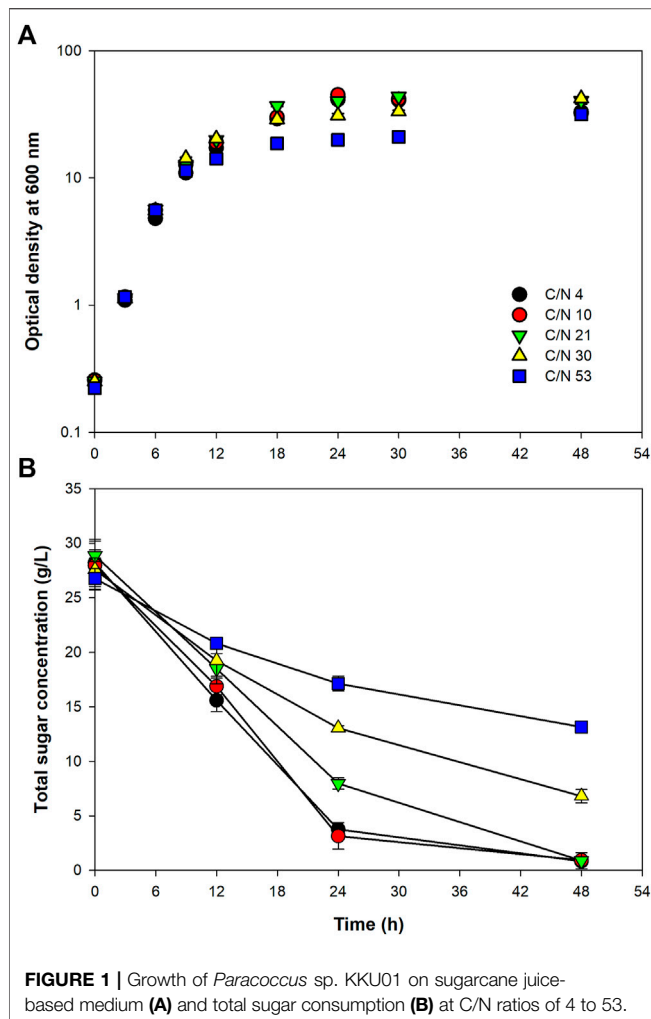 A
100
10
1
0.1
Optical density at 600 nm
C/N 4
C/N 10
C/N 21
C/N 30
C/N 53
0 6 12 18 24 30 36 42 48 54
B
35
30
25
20
15
10
5
0
Total sugar concentration (g/L)
0 6 12 18 24 30 36 42 48 54
Time (h)
FIGURE 1 | Growth of Paracoccus sp. KKU01 on sugarcane juice-
based medium (A) and total sugar consumption (B) at C/N ratios of 4 to 53.